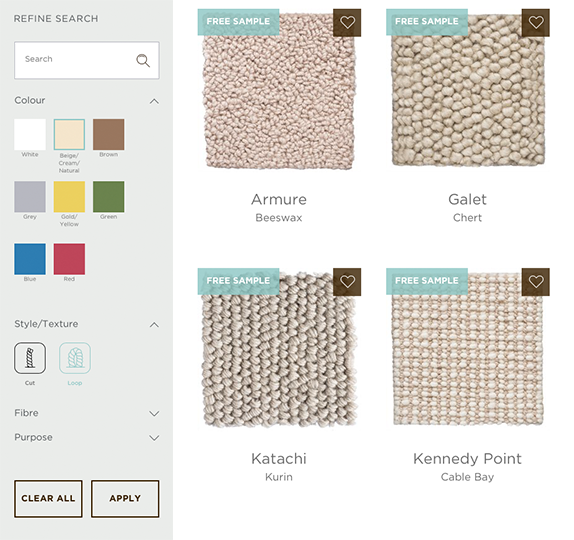 REFINE SEARCH
Search
Colour
White
Beige/
Cream/
Natural
Brown
Grey
Gold/
Yellow
Green
Blue
Red
Style/Texture
Cut
Loop
Fibre
Purpose
CLEAR ALL
APPLY
FREE SAMPLE
Armure
Beeswax
FREE SAMPLE
Galet
Chert
FREE SAMPLE
Katachi
Kurin
FREE SAMPLE
Kennedy Point
Cable Bay